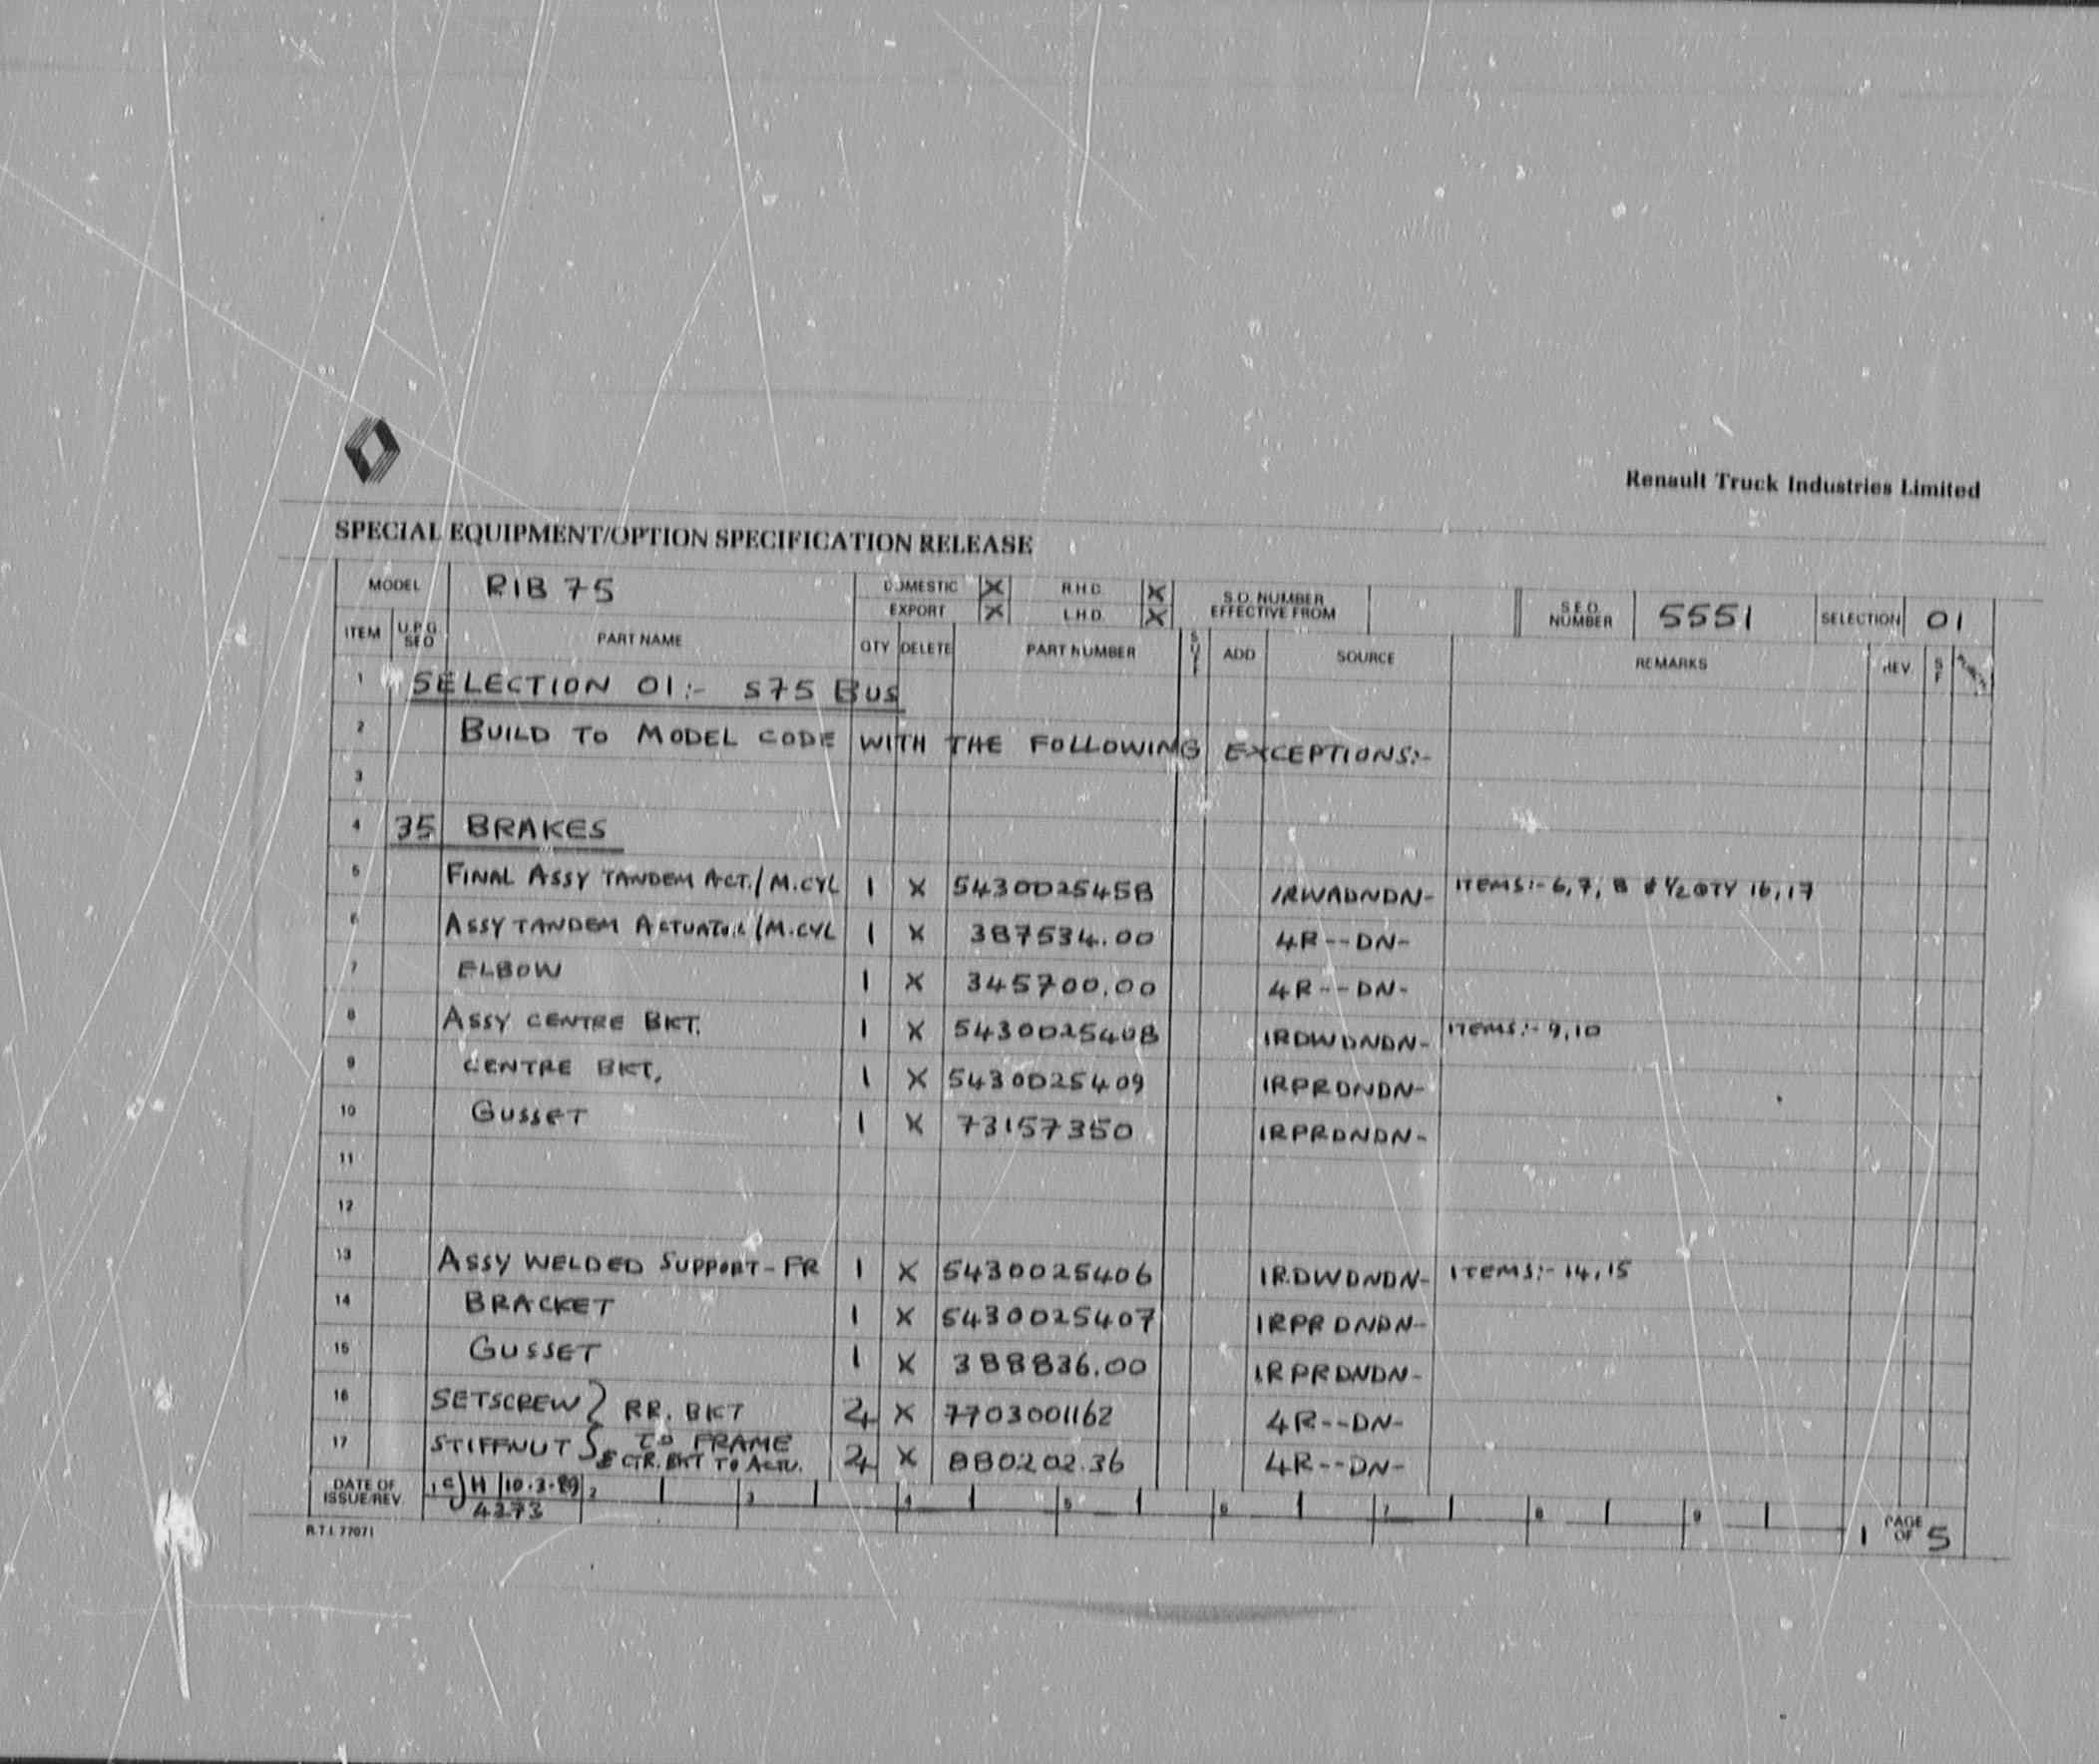 Renault Truck Industries Limited
SPECIAL EQUIPMENT/OPTION SPECIFICATION RELEASE
MODEL RIB 75 DOMESTIC X R.H.D. X S.O. NUMBER EFFECTIVE FROM S.E.O. NUMBER 5551 SELECTION 01
EXPORT X L.H.D. X
ITEM U.P.G. SEQ PART NAME QTY DELETE PART NUMBER ADD SOURCE REMARKS REV. S F
1 SELECTION 01:- S75 BUS
2 BUILD TO MODEL CODE WITH THE FOLLOWING EXCEPTIONS:-
3
4 35 BRAKES
5 FINAL ASSY TANDEM ACT./M.CYL 1 X 5430025458 1RWADNDN- ITEMS:- 6,7, 8 & 1/2 QTY 16,17
6 ASSY TANDEM ACTUATOR/M.CYL 1 X 387534.00 4R--DN-
7 ELBOW 1 X 345700.00 4R--DN-
8 ASSY CENTRE BKT. 1 X 5430025408 1RDWDNDN- ITEMS:- 9,10
9 CENTRE BKT. 1 X 5430025409 1RPRDNDN-
10 GUSSET 1 X 73157350 1RPRDNDN-
11
12
13 ASSY WELDED SUPPORT-FR 1 X 5430025406 1RDWDNDN- ITEMS:- 14,15
14 BRACKET 1 X 5430025407 1RPRDNDN-
15 GUSSET 1 X 388836.00 1RPRDNDN-
16 SETSCREW } RR. BKT 24 X 7703001162 4R--DN-
17 STIFFNUT } TO FRAME 24 X 880202.36 4R--DN-
& CTR. BKT TO ACTU.
DATE OF ISSUE/REV. 1 H 10.3.89 2 3 4 5 6 7 8 9
4273
1 PAGE OF 5
R.T.I. 77071